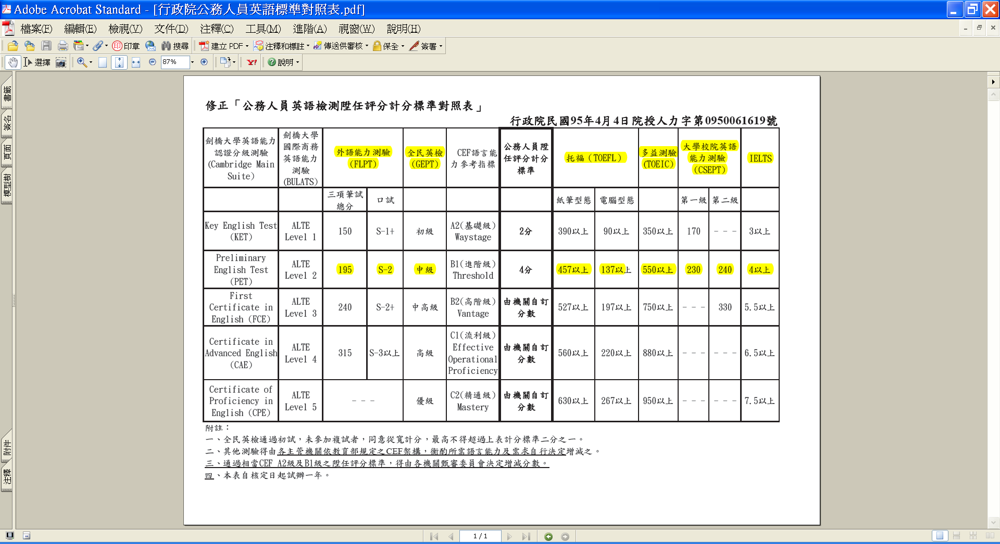 Adobe Acrobat Standard - [行政院公務人員英語標準對照表.pdf]
檔案(F) 編輯(E) 檢視(V) 文件(D) 注釋(C) 工具(M) 進階(A) 視窗(W) 說明(H)
印章 搜尋 建立 PDF 注釋和標註 傳送供審核 保全 簽署
選擇 87% 說明
書籤
簽名
頁面
模型樹
附件
注釋
修正「公務人員英語檢測陞任評分計分標準對照表」
行政院民國95年4月4日院授人力字第0950061619號
劍橋大學英語能力
認證分級測驗
(Cambridge Main
Suite)
劍橋大學
國際商務
英語能力
測驗
(BULATS)
外語能力測驗
(FLPT)
全民英檢
(GEPT)
CEF語言能
力參考指標
公務人員陞
任評分計分
標準
托福（TOEFL）
多益測驗
(TOEIC)
大學校院英語
能力測驗
(CSEPT)
IELTS
三項筆試
總分
口試
紙筆型態
電腦型態
第一級
第二級
Key English Test
(KET)
ALTE
Level 1
150
S-1+
初級
A2(基礎級)
Waystage
2分
390以上
90以上
350以上
170
---
3以上
Preliminary
English Test
(PET)
ALTE
Level 2
195
S-2
中級
B1(進階級)
Threshold
4分
457以上
137以上
550以上
230
240
4以上
First
Certificate in
English (FCE)
ALTE
Level 3
240
S-2+
中高級
B2(高階級)
Vantage
由機關自訂
分數
527以上
197以上
750以上
---
330
5.5以上
Certificate in
Advanced English
(CAE)
ALTE
Level 4
315
S-3以上
高級
C1(流利級)
Effective
Operational
Proficiency
由機關自訂
分數
560以上
220以上
880以上
---
---
6.5以上
Certificate of
Proficiency in
English (CPE)
ALTE
Level 5
---
優級
C2(精通級)
Mastery
由機關自訂
分數
630以上
267以上
950以上
---
---
7.5以上
附註：
一、全民英檢通過初試，未參加複試者，同意從寬計分，最高不得超過上表計分標準二分之一。
二、其他測驗得由各主管機關依教育部規定之CEF架構，衡酌所需語言能力及需求自行決定增減之。
三、通過相當CEF A2級及B1級之陞任評分標準，得由各機關甄審委員會決定增減分數。
四、本表自核定日起試辦一年。
1 / 1